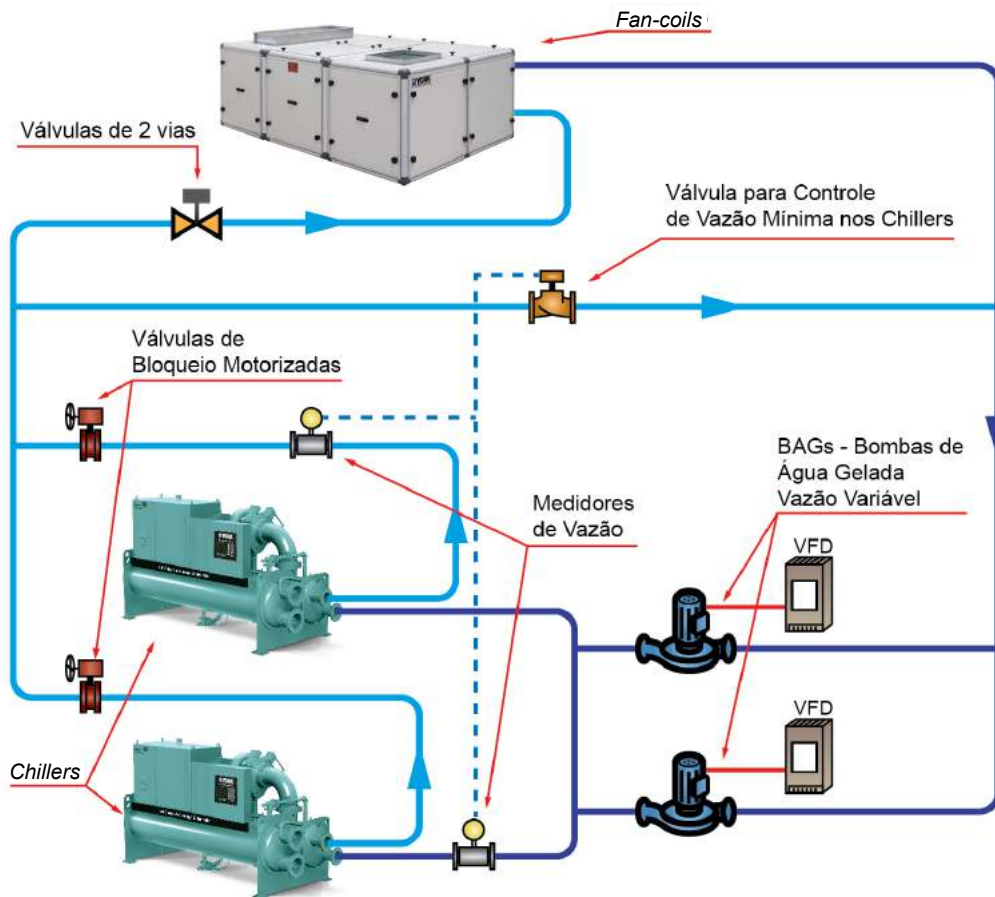 Fan-coils
Válvulas de 2 vias
Válvula para Controle
de Vazão Mínima nos Chillers
Válvulas de
Bloqueio Motorizadas
BAGs - Bombas de
Água Gelada
Vazão Variável
Medidores
de Vazão
VFD
VFD
Chillers
YORK